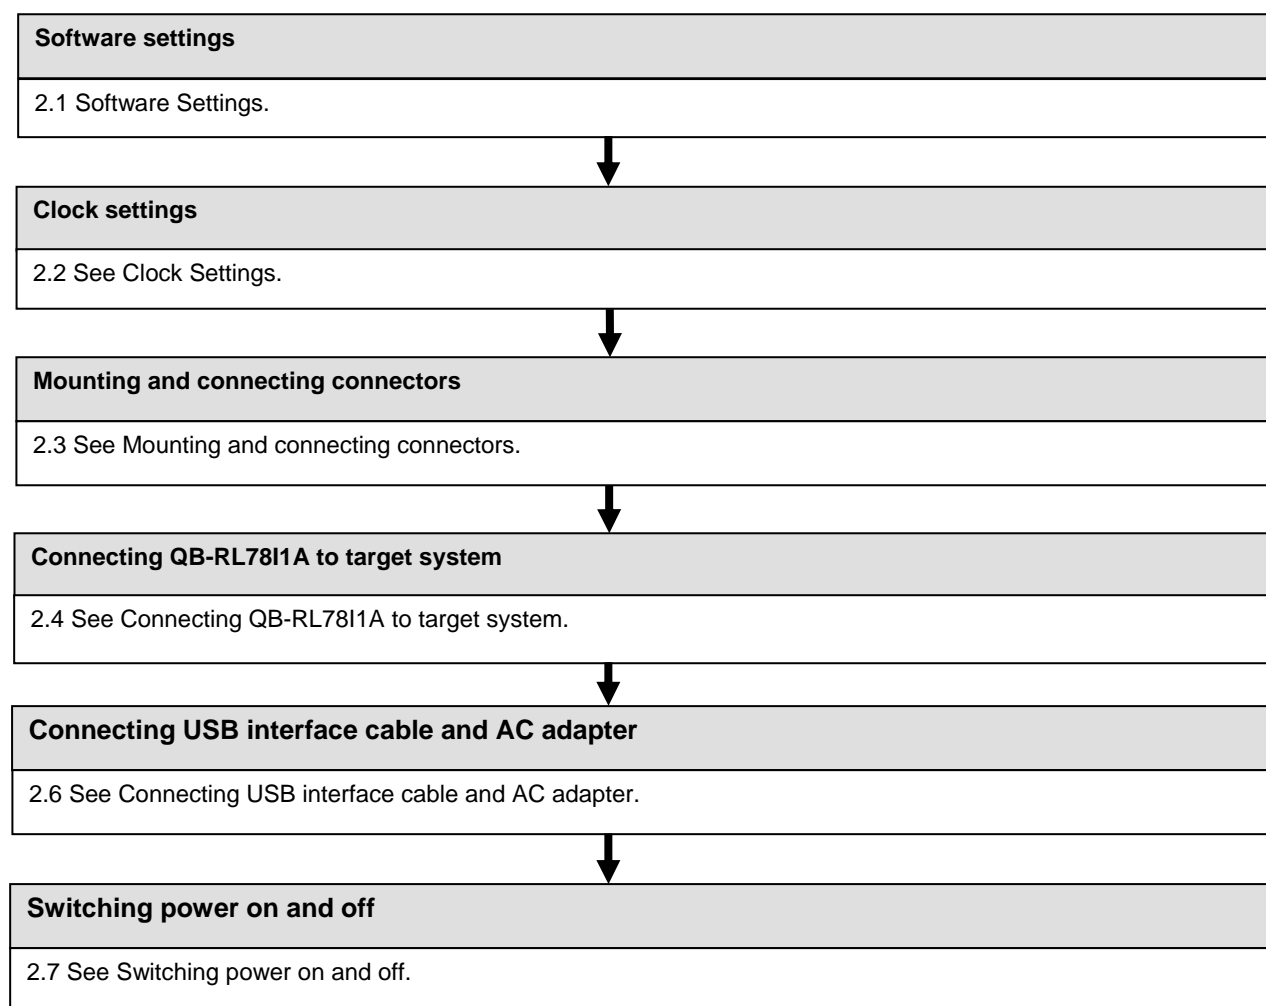 Software settings
2.1 Software Settings.
Clock settings
2.2 See Clock Settings.
Mounting and connecting connectors
2.3 See Mounting and connecting connectors.
Connecting QB-RL78I1A to target system
2.4 See Connecting QB-RL78I1A to target system.
Connecting USB interface cable and AC adapter
2.6 See Connecting USB interface cable and AC adapter.
Switching power on and off
2.7 See Switching power on and off.